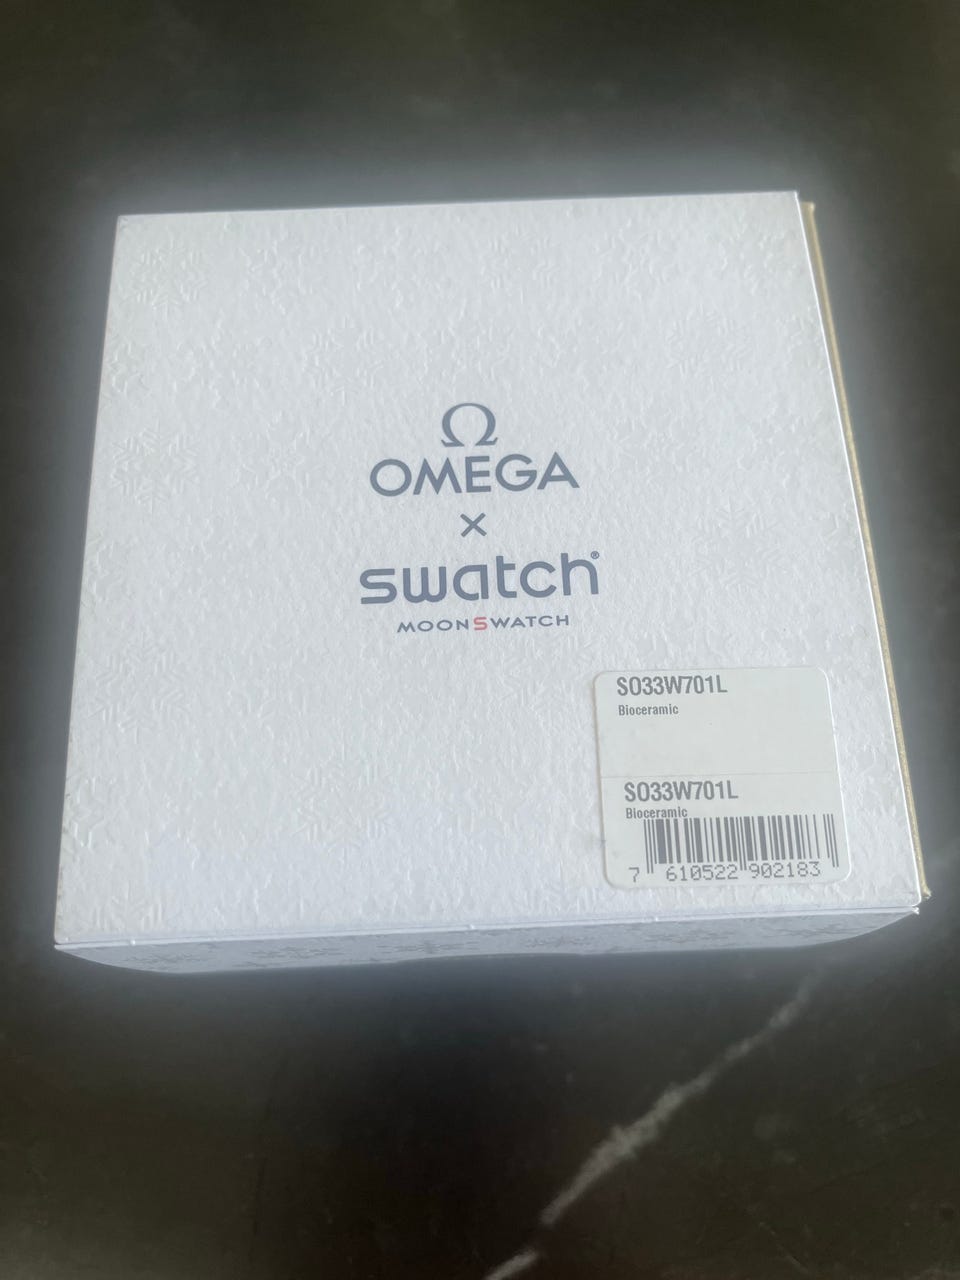 Ω
OMEGA
×
swatch®
MOONSWATCH
SO33W701L
Bioceramic
SO33W701L
Bioceramic
7 610522 902183